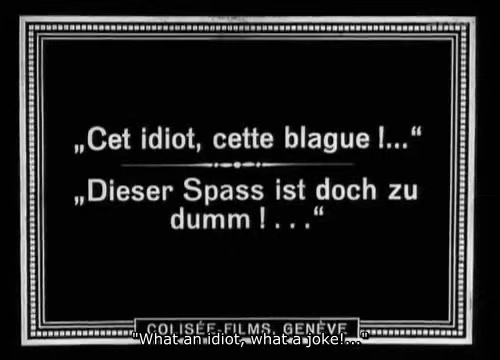 „Cet idiot, cette blague !...“
„Dieser Spass ist doch zu
dumm ! . . .“
COLISÉE-FILMS, GENÈVE
"What an idiot, what a joke!..."